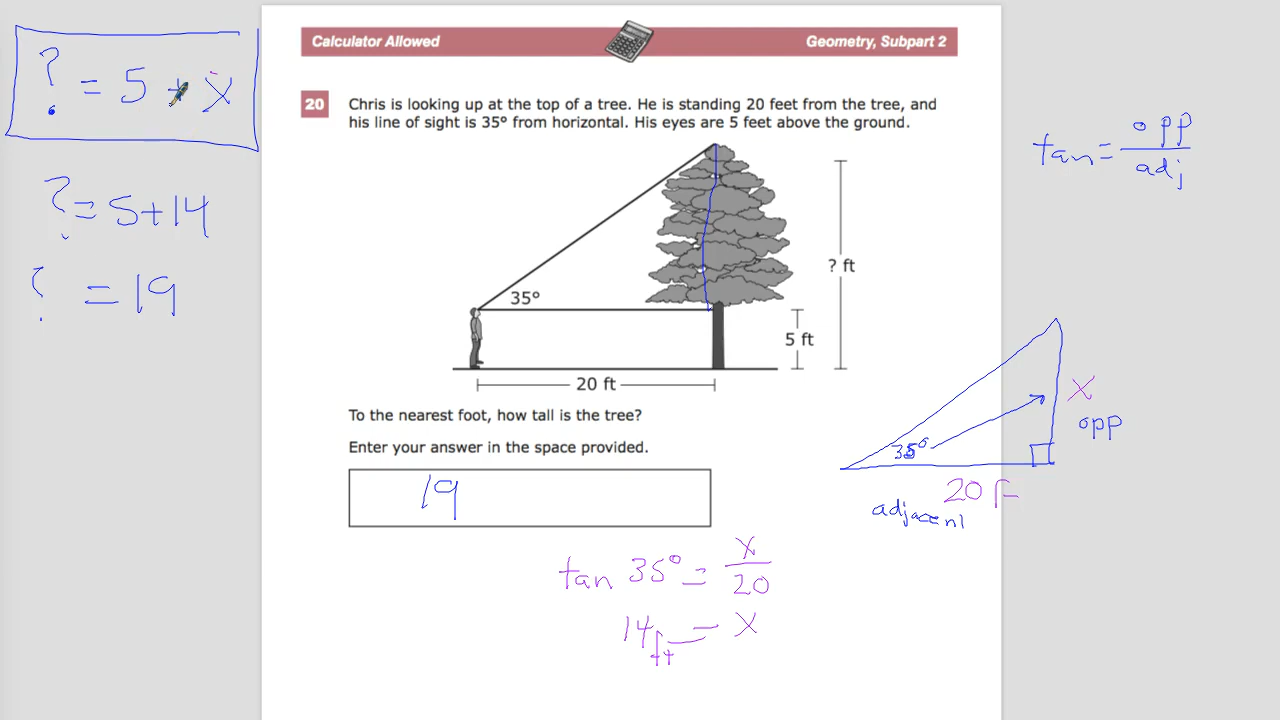 ? = 5 + x
? = 5 + 14
? = 19
Calculator Allowed
Geometry, Subpart 2
20
Chris is looking up at the top of a tree. He is standing 20 feet from the tree, and
his line of sight is 35° from horizontal. His eyes are 5 feet above the ground.
35°
? ft
5 ft
20 ft
To the nearest foot, how tall is the tree?
Enter your answer in the space provided.
19
tan 35° = x/20
14 ft = x
tan = opp/adj
35°
x
opp
20 ft
adjacent